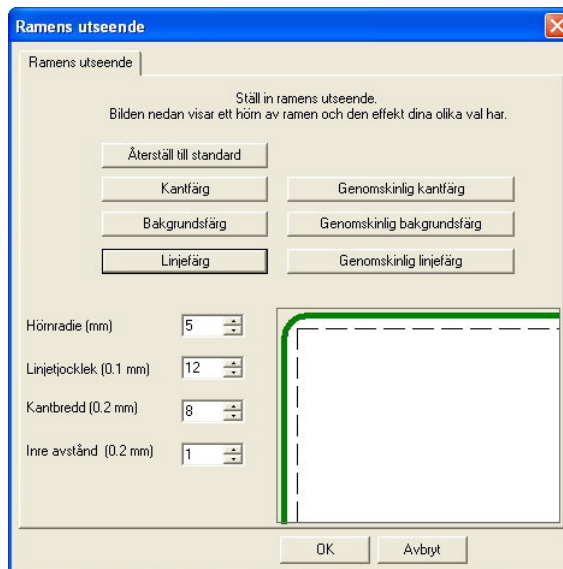 Ramens utseende
Ramens utseende
Ställ in ramens utseende.
Bilden nedan visar ett hörn av ramen och den effekt dina olika val har.
Återställ till standard
Kantfärg
Genomskinlig kantfärg
Bakgrundsfärg
Genomskinlig bakgrundsfärg
Linjefärg
Genomskinlig linjefärg
Hörnradie (mm)
5
Linjetjocklek (0.1 mm)
12
Kantbredd (0.2 mm)
8
Inre avstånd (0.2 mm)
1
OK
Avbryt